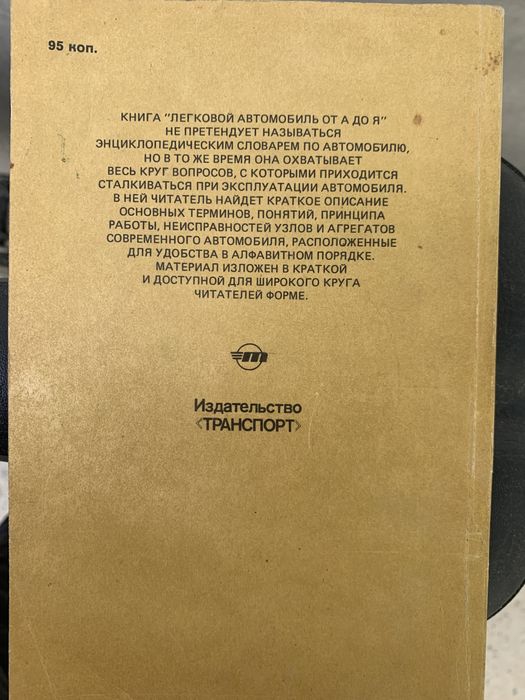 95 коп.
КНИГА "ЛЕГКОВОЙ АВТОМОБИЛЬ ОТ А ДО Я"
НЕ ПРЕТЕНДУЕТ НАЗЫВАТЬСЯ
ЭНЦИКЛОПЕДИЧЕСКИМ СЛОВАРЕМ ПО АВТОМОБИЛЮ,
НО В ТО ЖЕ ВРЕМЯ ОНА ОХВАТЫВАЕТ
ВЕСЬ КРУГ ВОПРОСОВ, С КОТОРЫМИ ПРИХОДИТСЯ
СТАЛКИВАТЬСЯ ПРИ ЭКСПЛУАТАЦИИ АВТОМОБИЛЯ.
В НЕЙ ЧИТАТЕЛЬ НАЙДЕТ КРАТКОЕ ОПИСАНИЕ
ОСНОВНЫХ ТЕРМИНОВ, ПОНЯТИЙ, ПРИНЦИПА
РАБОТЫ, НЕИСПРАВНОСТЕЙ УЗЛОВ И АГРЕГАТОВ
СОВРЕМЕННОГО АВТОМОБИЛЯ, РАСПОЛОЖЕННЫЕ
ДЛЯ УДОБСТВА В АЛФАВИТНОМ ПОРЯДКЕ.
МАТЕРИАЛ ИЗЛОЖЕН В КРАТКОЙ
И ДОСТУПНОЙ ДЛЯ ШИРОКОГО КРУГА
ЧИТАТЕЛЕЙ ФОРМЕ.
т
Издательство
«ТРАНСПОРТ»